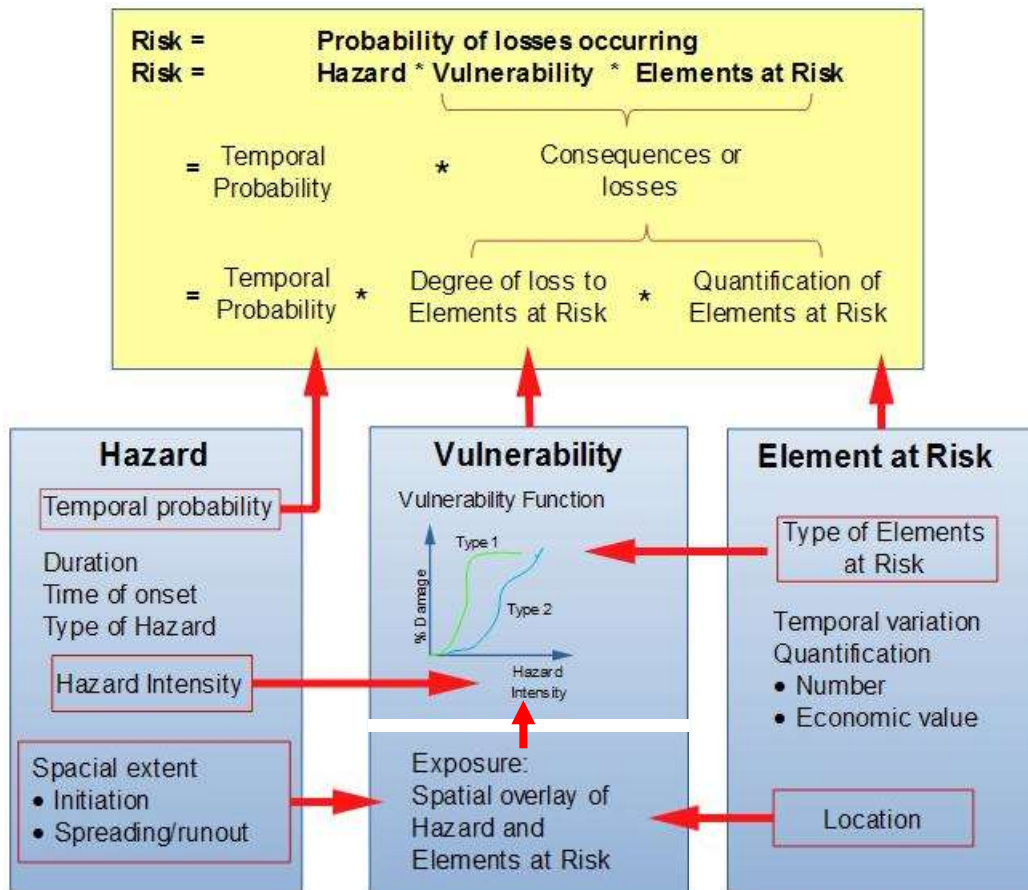 Risk = Probability of losses occurring
Risk = Hazard * Vulnerability * Elements at Risk
= Temporal Probability * Consequences or losses
= Temporal Probability * Degree of loss to Elements at Risk * Quantification of Elements at Risk
Hazard
Temporal probability
Duration
Time of onset
Type of Hazard
Hazard Intensity
Spacial extent
• Initiation
• Spreading/runout
Vulnerability
Vulnerability Function
% Damage
Type 1
Type 2
Hazard
Intensity
Exposure:
Spatial overlay of
Hazard and
Elements at Risk
Element at Risk
Type of Elements
at Risk
Temporal variation
Quantification
• Number
• Economic value
Location